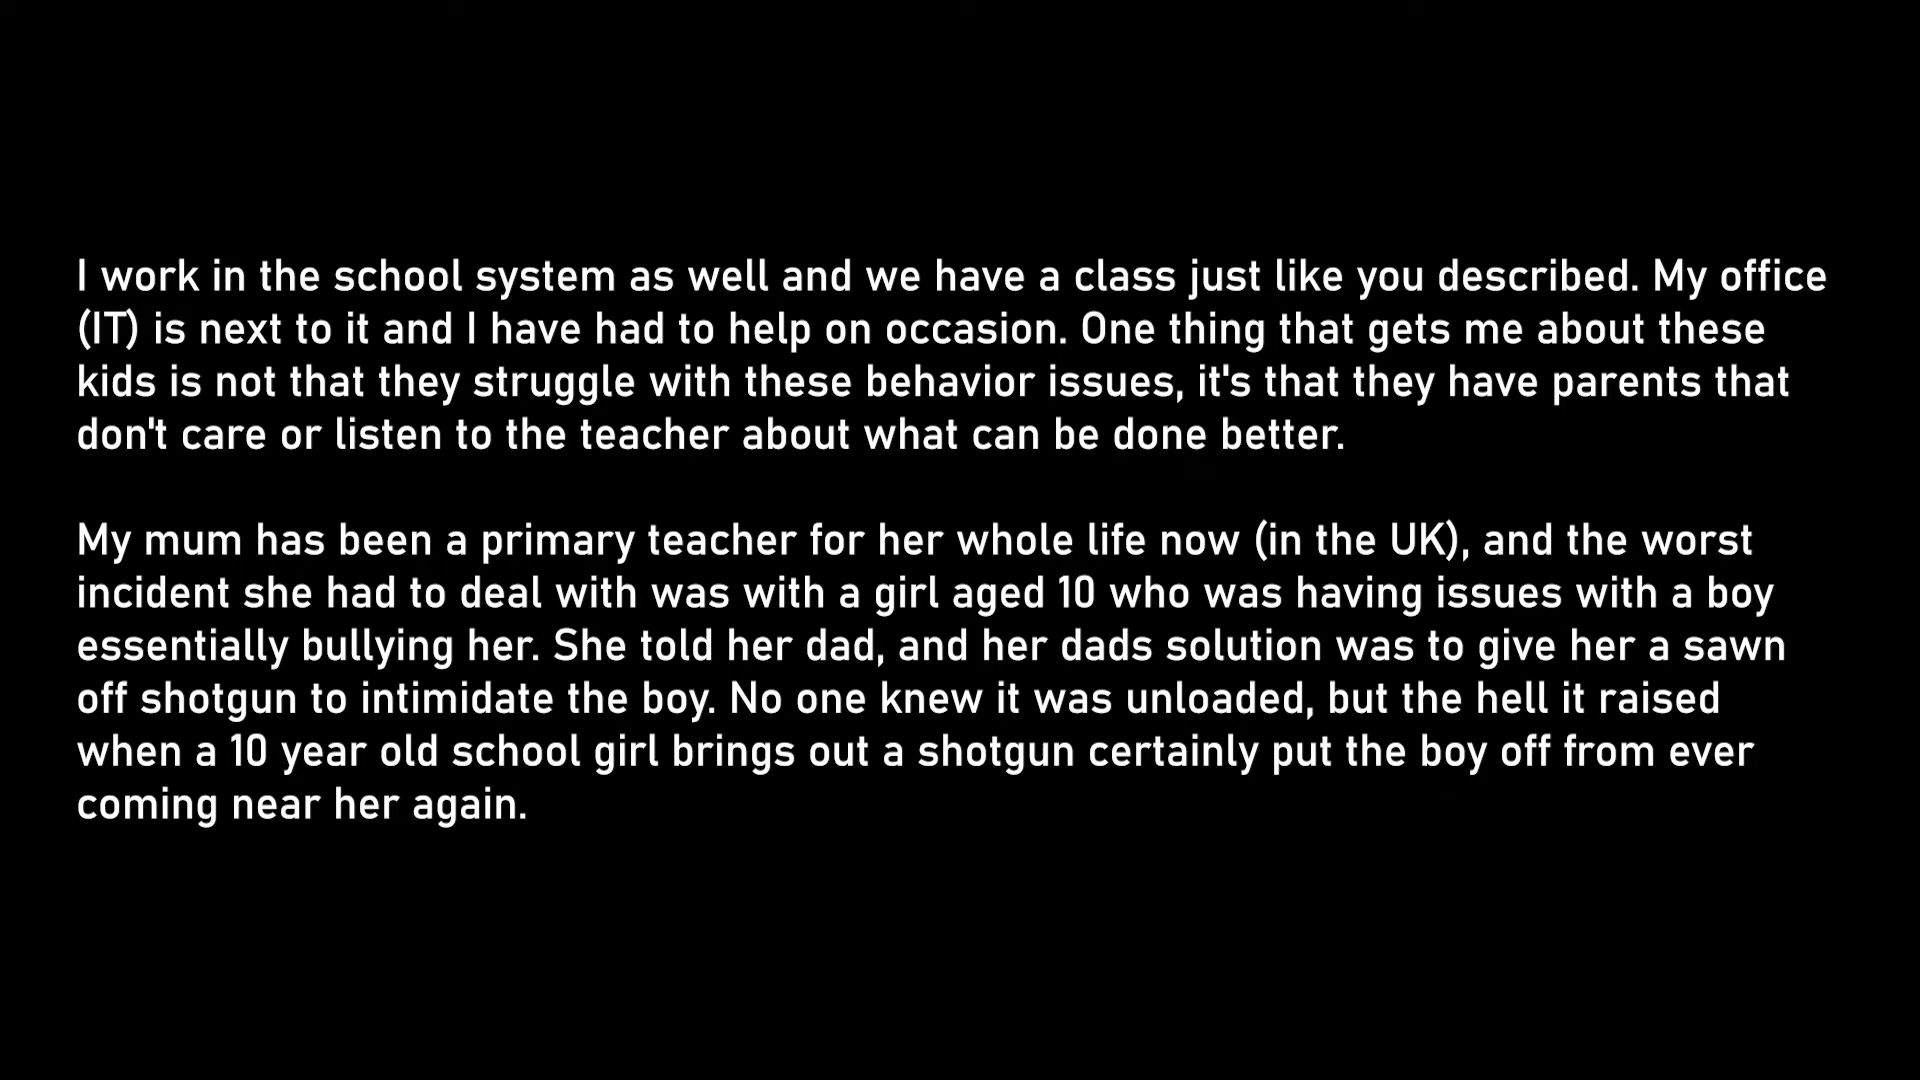 I work in the school system as well and we have a class just like you described. My office
(IT) is next to it and I have had to help on occasion. One thing that gets me about these
kids is not that they struggle with these behavior issues, it's that they have parents that
don't care or listen to the teacher about what can be done better.
My mum has been a primary teacher for her whole life now (in the UK), and the worst
incident she had to deal with was with a girl aged 10 who was having issues with a boy
essentially bullying her. She told her dad, and her dads solution was to give her a sawn
off shotgun to intimidate the boy. No one knew it was unloaded, but the hell it raised
when a 10 year old school girl brings out a shotgun certainly put the boy off from ever
coming near her again.